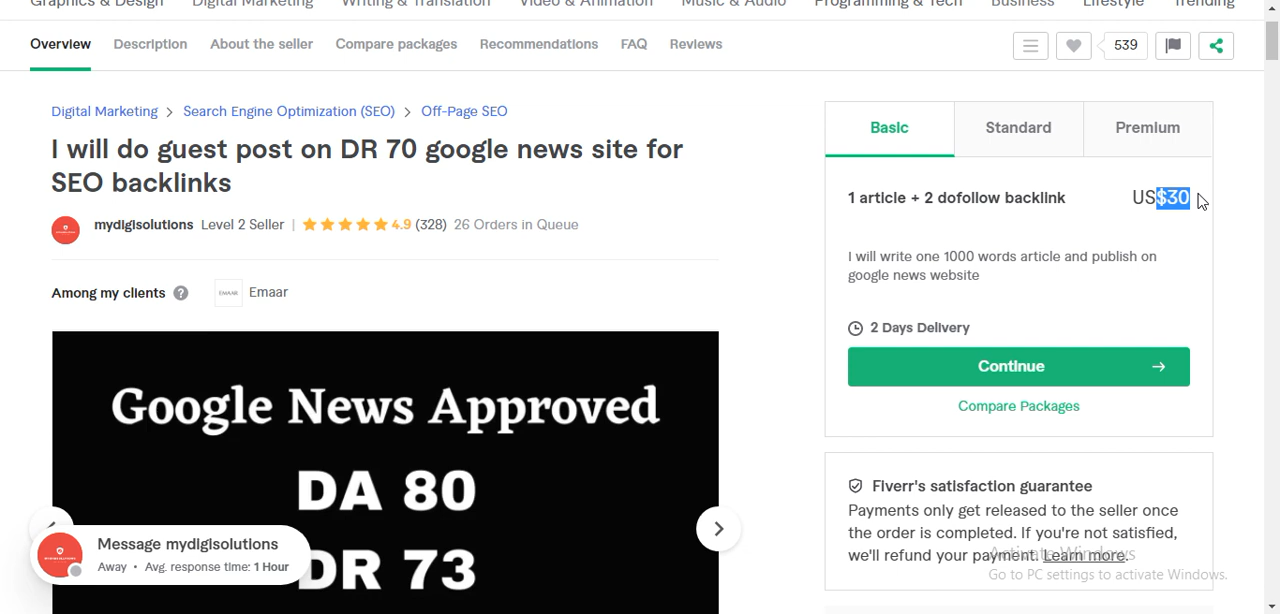 Graphics & Design Digital Marketing Writing & Translation Video & Animation Music & Audio Programming & Tech Business Lifestyle Trending
Overview Description About the seller Compare packages Recommendations FAQ Reviews 539
Digital Marketing > Search Engine Optimization (SEO) > Off-Page SEO
I will do guest post on DR 70 google news site for
SEO backlinks
mydigisolutions Level 2 Seller | 4.9 (328) 26 Orders in Queue
Among my clients ? EMAAR Emaar
Google News Approved
DA 80
DR 73
Message mydigisolutions
Away • Avg. response time: 1 Hour
Basic Standard Premium
1 article + 2 dofollow backlink US$30
I will write one 1000 words article and publish on
google news website
2 Days Delivery
Continue →
Compare Packages
Fiverr's satisfaction guarantee
Payments only get released to the seller once
the order is completed. If you're not satisfied,
we'll refund your payment. Learn more.
Activate Windows
Go to PC settings to activate Windows.